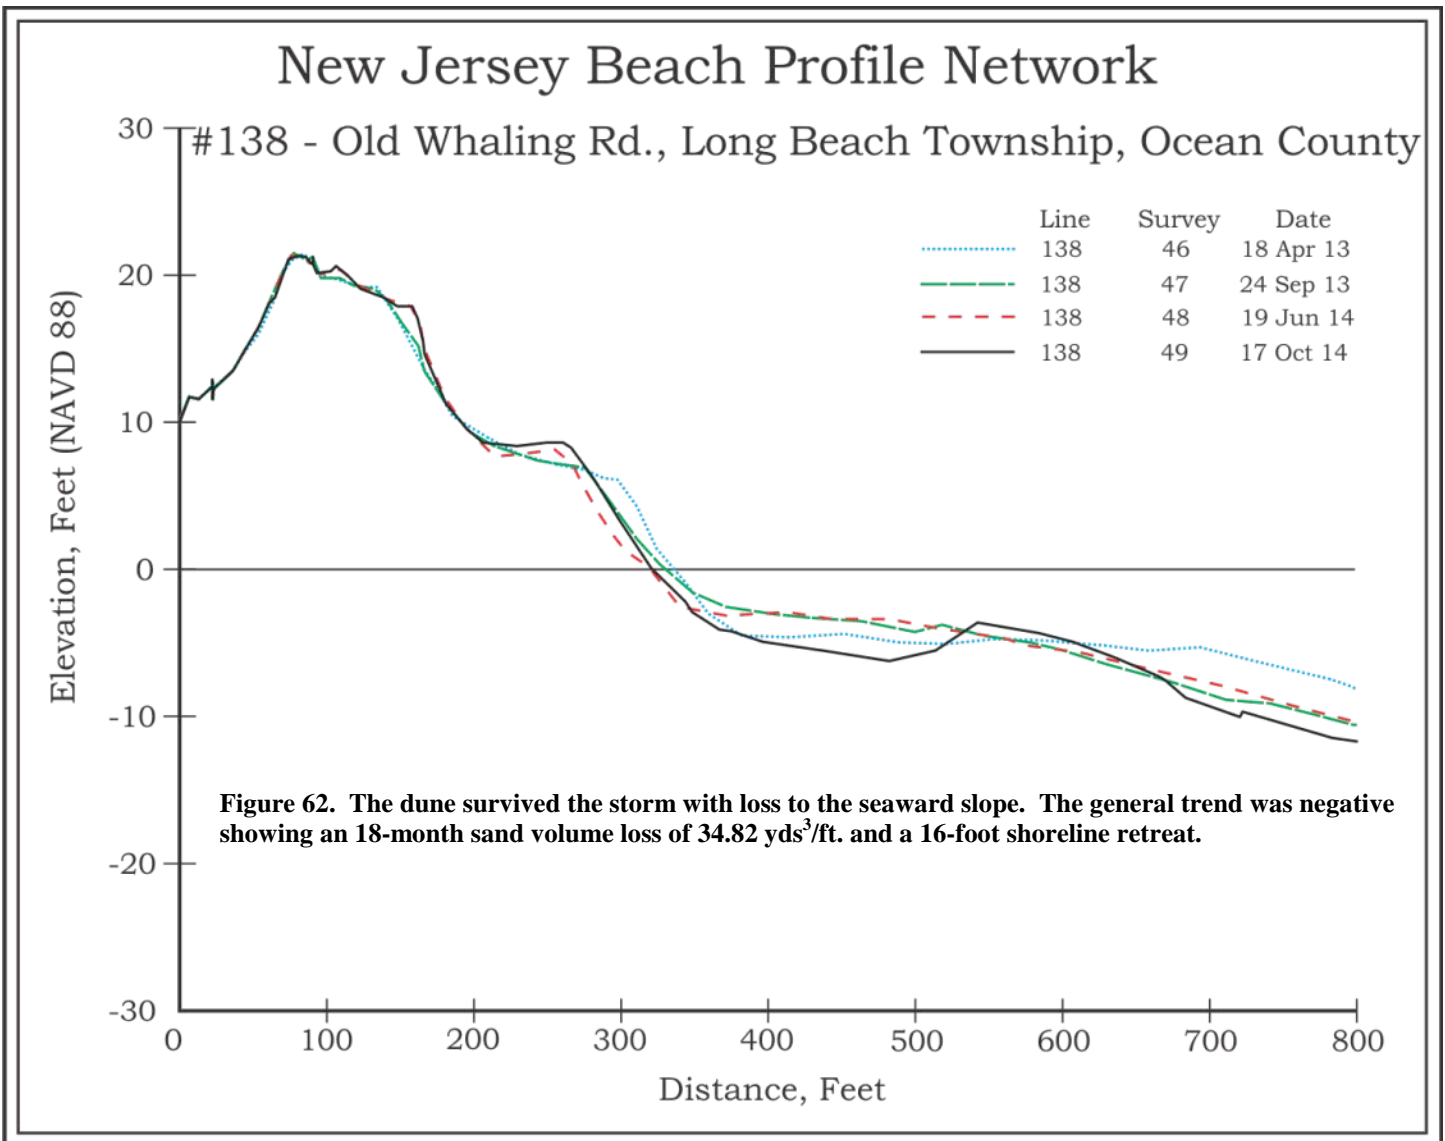 New Jersey Beach Profile Network
#138 - Old Whaling Rd., Long Beach Township, Ocean County
Line Survey Date
138 46 18 Apr 13
138 47 24 Sep 13
138 48 19 Jun 14
138 49 17 Oct 14
Elevation, Feet (NAVD 88)
30
20
10
0
-10
-20
-30
Figure 62. The dune survived the storm with loss to the seaward slope. The general trend was negative
showing an 18-month sand volume loss of 34.82 yds³/ft. and a 16-foot shoreline retreat.
0 100 200 300 400 500 600 700 800
Distance, Feet